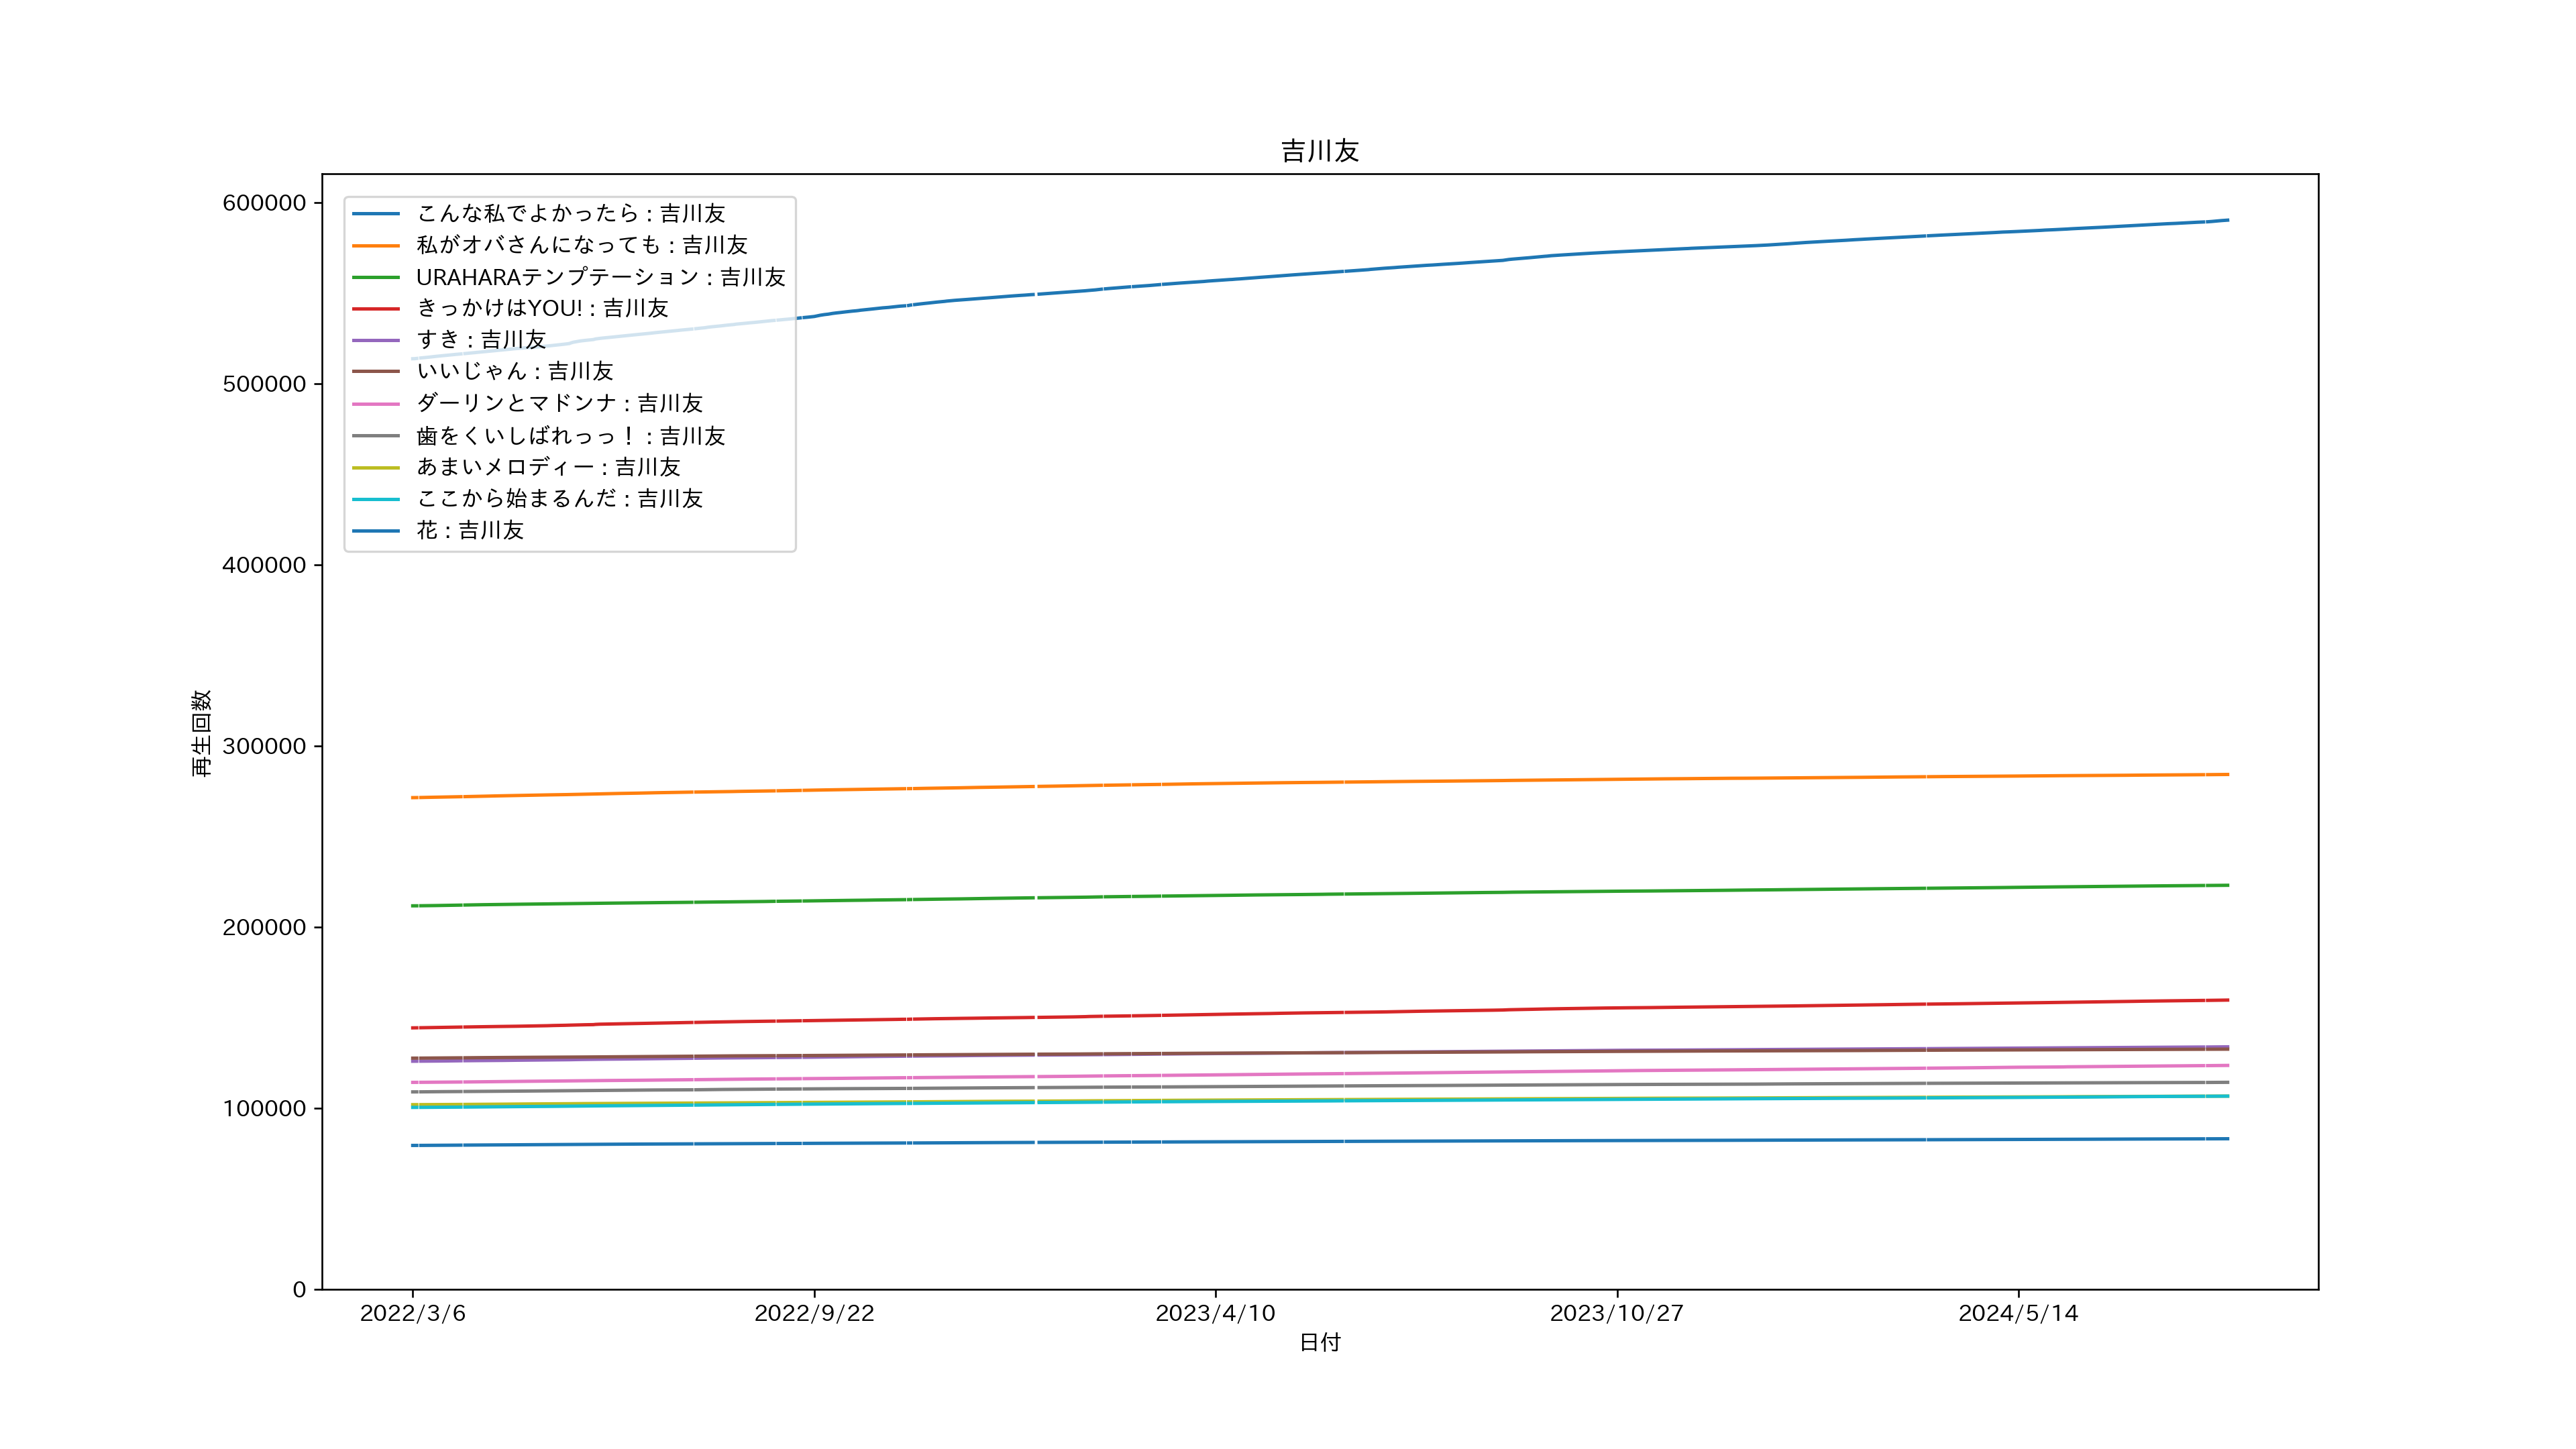 吉川友
600000
500000
400000
300000
200000
100000
0
再生回数
こんな私でよかったら : 吉川友
私がオバさんになっても : 吉川友
URAHARAテンプテーション : 吉川友
きっかけはYOU! : 吉川友
すき : 吉川友
いいじゃん : 吉川友
ダーリンとマドンナ : 吉川友
歯をくいしばれっっ！ : 吉川友
あまいメロディー : 吉川友
ここから始まるんだ : 吉川友
花 : 吉川友
2022/3/6 2022/9/22 2023/4/10 2023/10/27 2024/5/14
日付